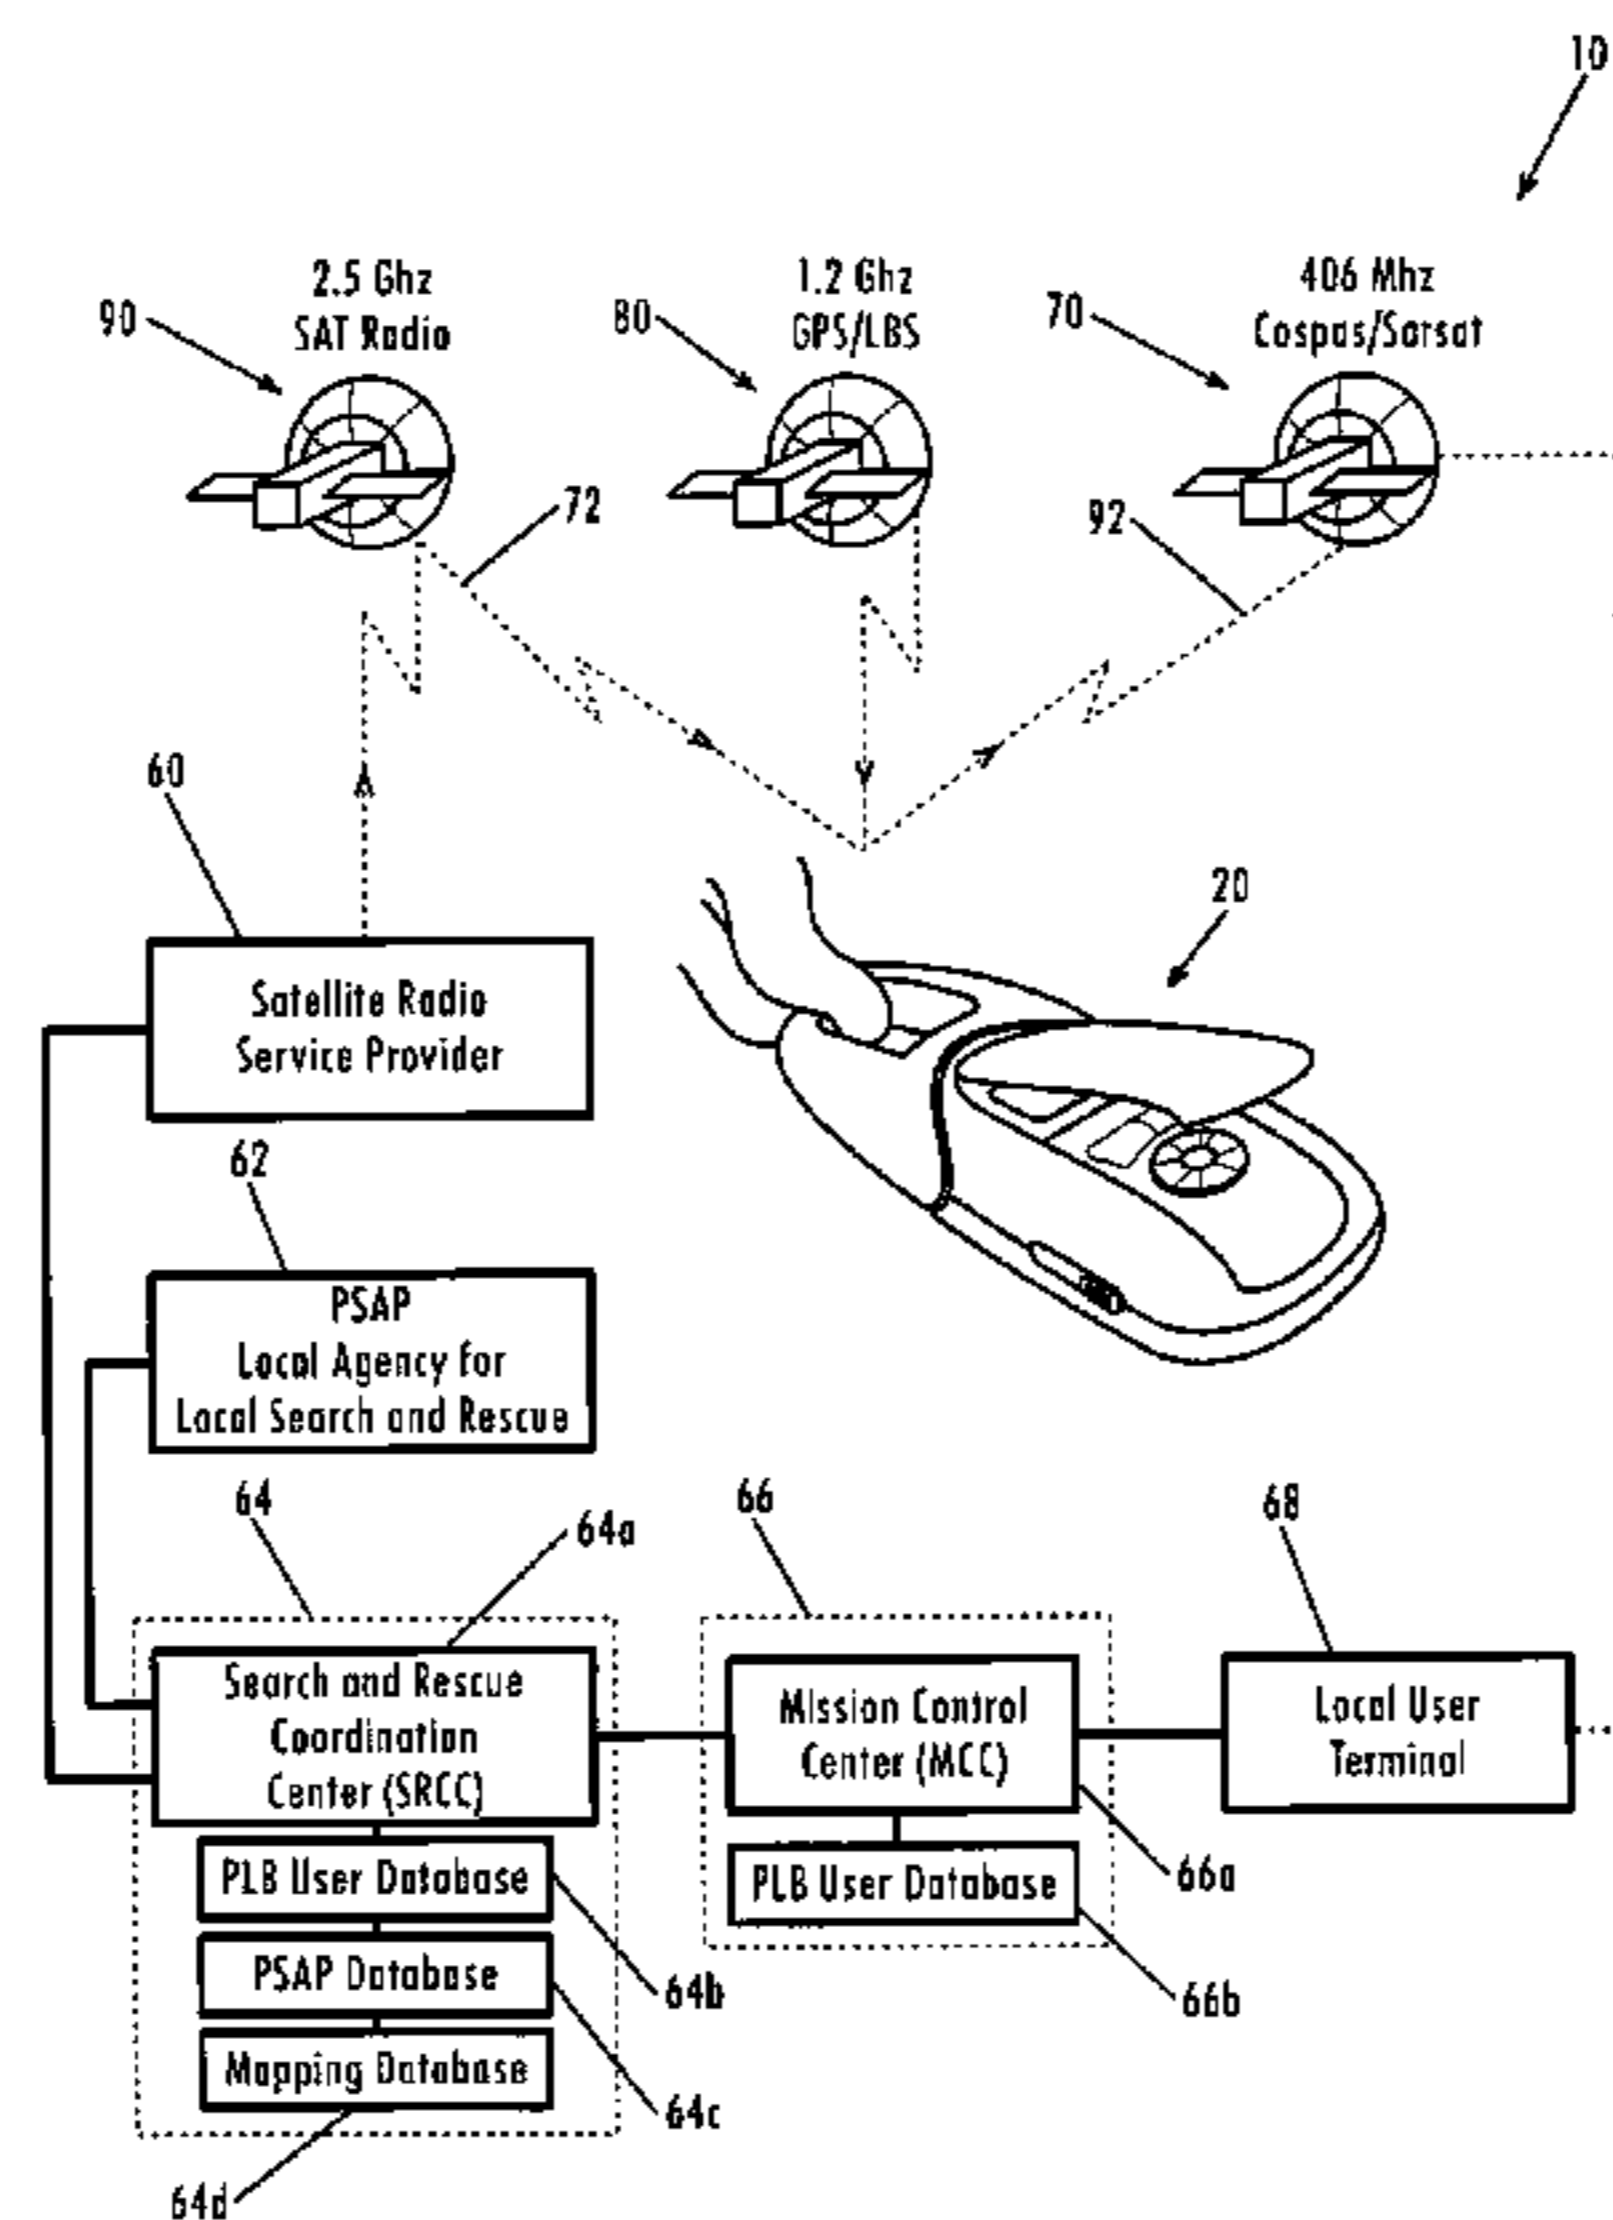 10
2.5 Ghz
SAT Radio
90
1.2 Ghz
GPS/LBS
80
406 Mhz
Cospas/Sarsat
70
72
92
60
Satellite Radio
Service Provider
20
62
PSAP
Local Agency for
Local Search and Rescue
64
64a
66
68
Search and Rescue
Coordination
Center (SRCC)
Mission Control
Center (MCC)
Local User
Terminal
PLB User Database
PLB User Database
66a
PSAP Database
64b
66b
Mapping Database
64c
64d